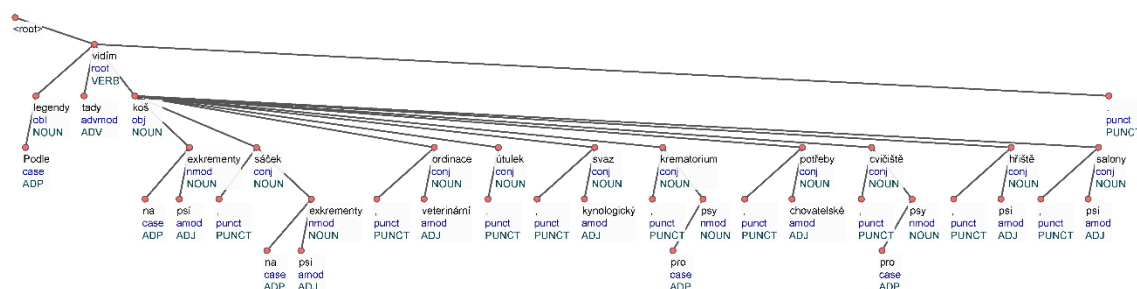 <root>
vidím
root
VERB
legendy tady koš .
obl advmod obj punct
NOUN ADV NOUN PUNCT
Podle exkrementy sáček ordinace útulek svaz krematorium potřeby cvičiště hřiště salony
case nmod conj conj conj conj conj conj conj conj conj
ADP NOUN NOUN NOUN NOUN NOUN NOUN NOUN NOUN NOUN NOUN
na psí , exkrementy , veterinární , , kynologický , psy , chovatelské , psy , psí , psí
case amod punct nmod punct amod punct punct amod punct nmod punct amod punct nmod punct amod punct amod
ADP ADJ PUNCT NOUN PUNCT ADJ PUNCT PUNCT ADJ PUNCT NOUN PUNCT ADJ PUNCT NOUN PUNCT ADJ PUNCT ADJ
na psí pro pro
case amod case case
ADP ADJ ADP ADP